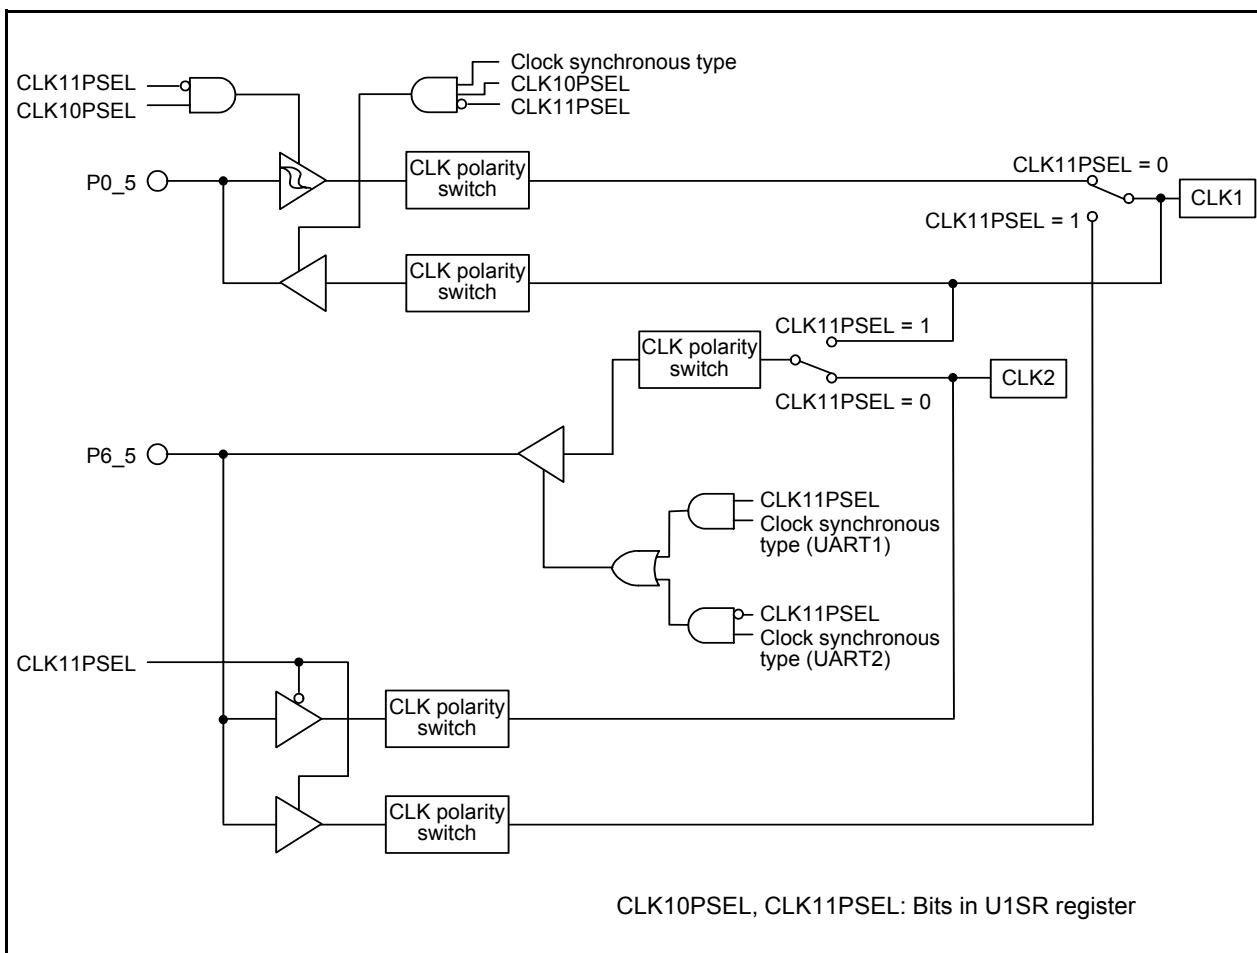 CLK11PSEL
CLK10PSEL
Clock synchronous type
CLK10PSEL
CLK11PSEL
P0_5
CLK polarity
switch
CLK11PSEL = 0
CLK1
CLK11PSEL = 1
CLK polarity
switch
CLK11PSEL = 1
CLK polarity
switch
CLK2
CLK11PSEL = 0
P6_5
CLK11PSEL
Clock synchronous
type (UART1)
CLK11PSEL
Clock synchronous
type (UART2)
CLK11PSEL
CLK polarity
switch
CLK polarity
switch
CLK10PSEL, CLK11PSEL: Bits in U1SR register